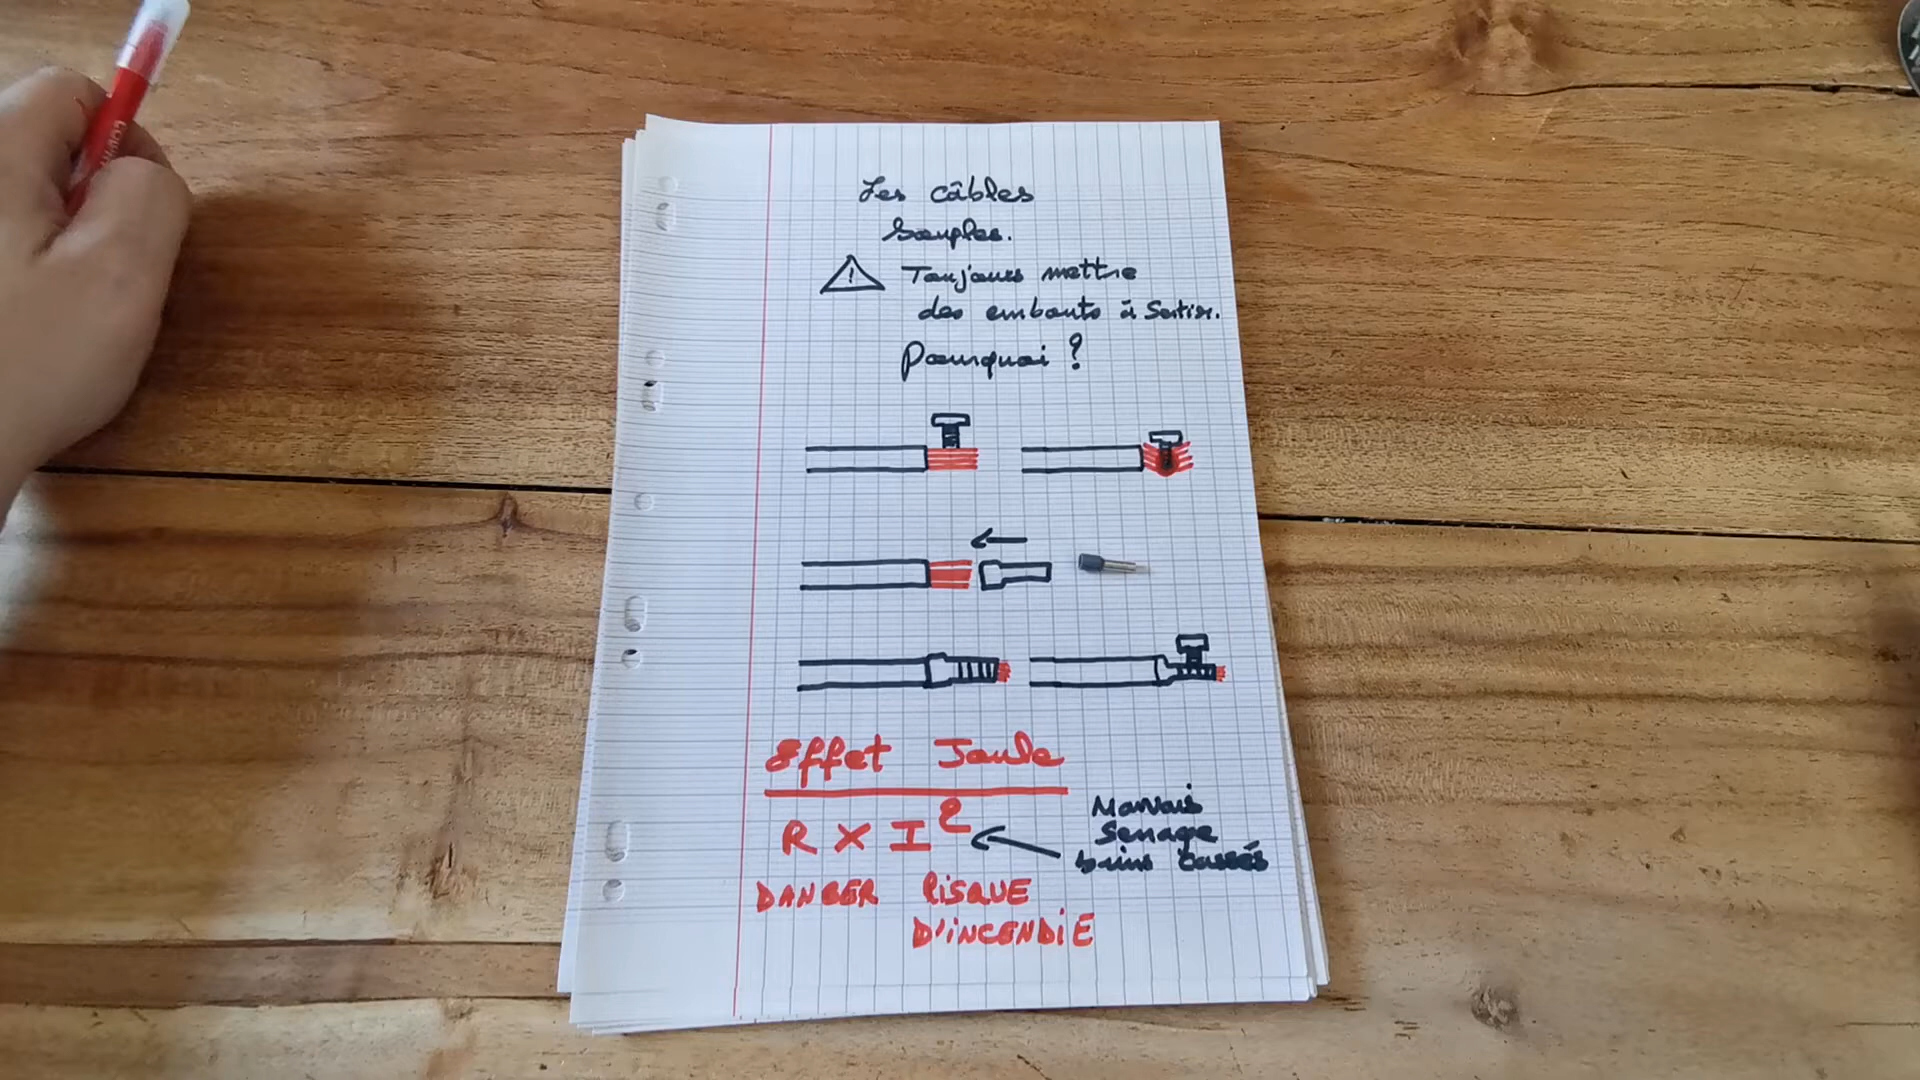 Les câbles
souples.
! Toujours mettre
des embouts à Sertir.
Pourquoi ?
Effet Joule
R X I²
Mauvais
Serrage
brins cassés
DANGER RISQUE
D'INCENDIE